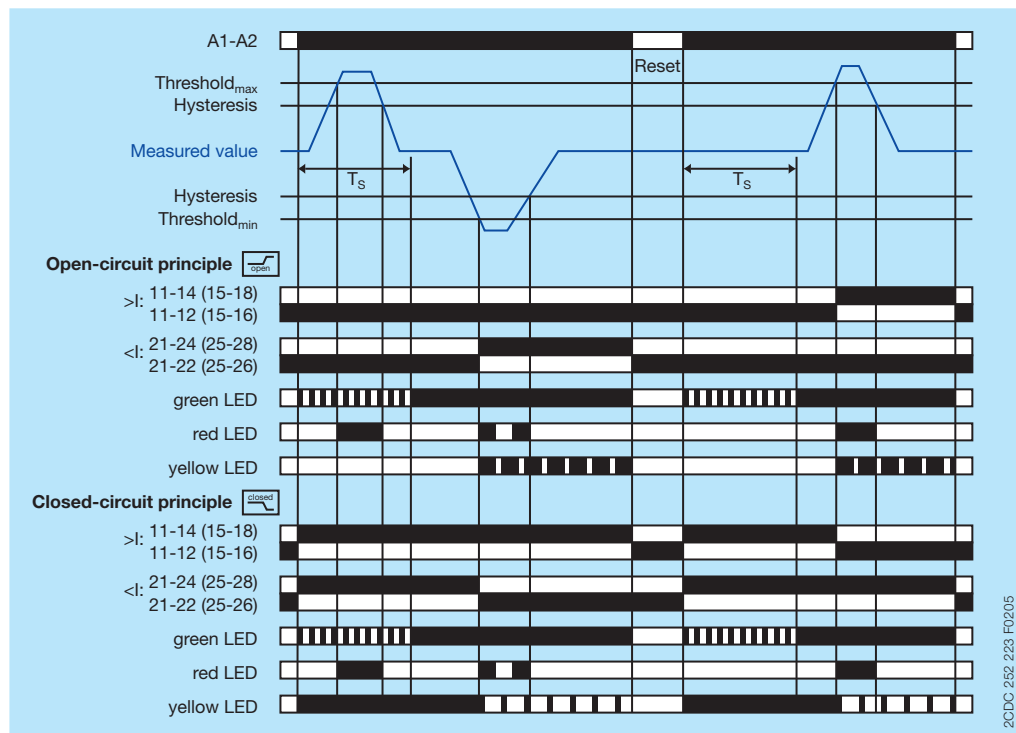 A1-A2
Reset
Thresholdmax
Hysteresis
Measured value
TS
TS
Hysteresis
Thresholdmin
Open-circuit principle open
>I: 11-14 (15-18)
11-12 (15-16)
<I: 21-24 (25-28)
21-22 (25-26)
green LED
red LED
yellow LED
Closed-circuit principle closed
>I: 11-14 (15-18)
11-12 (15-16)
<I: 21-24 (25-28)
21-22 (25-26)
green LED
red LED
yellow LED
2CDC 252 223 F0205